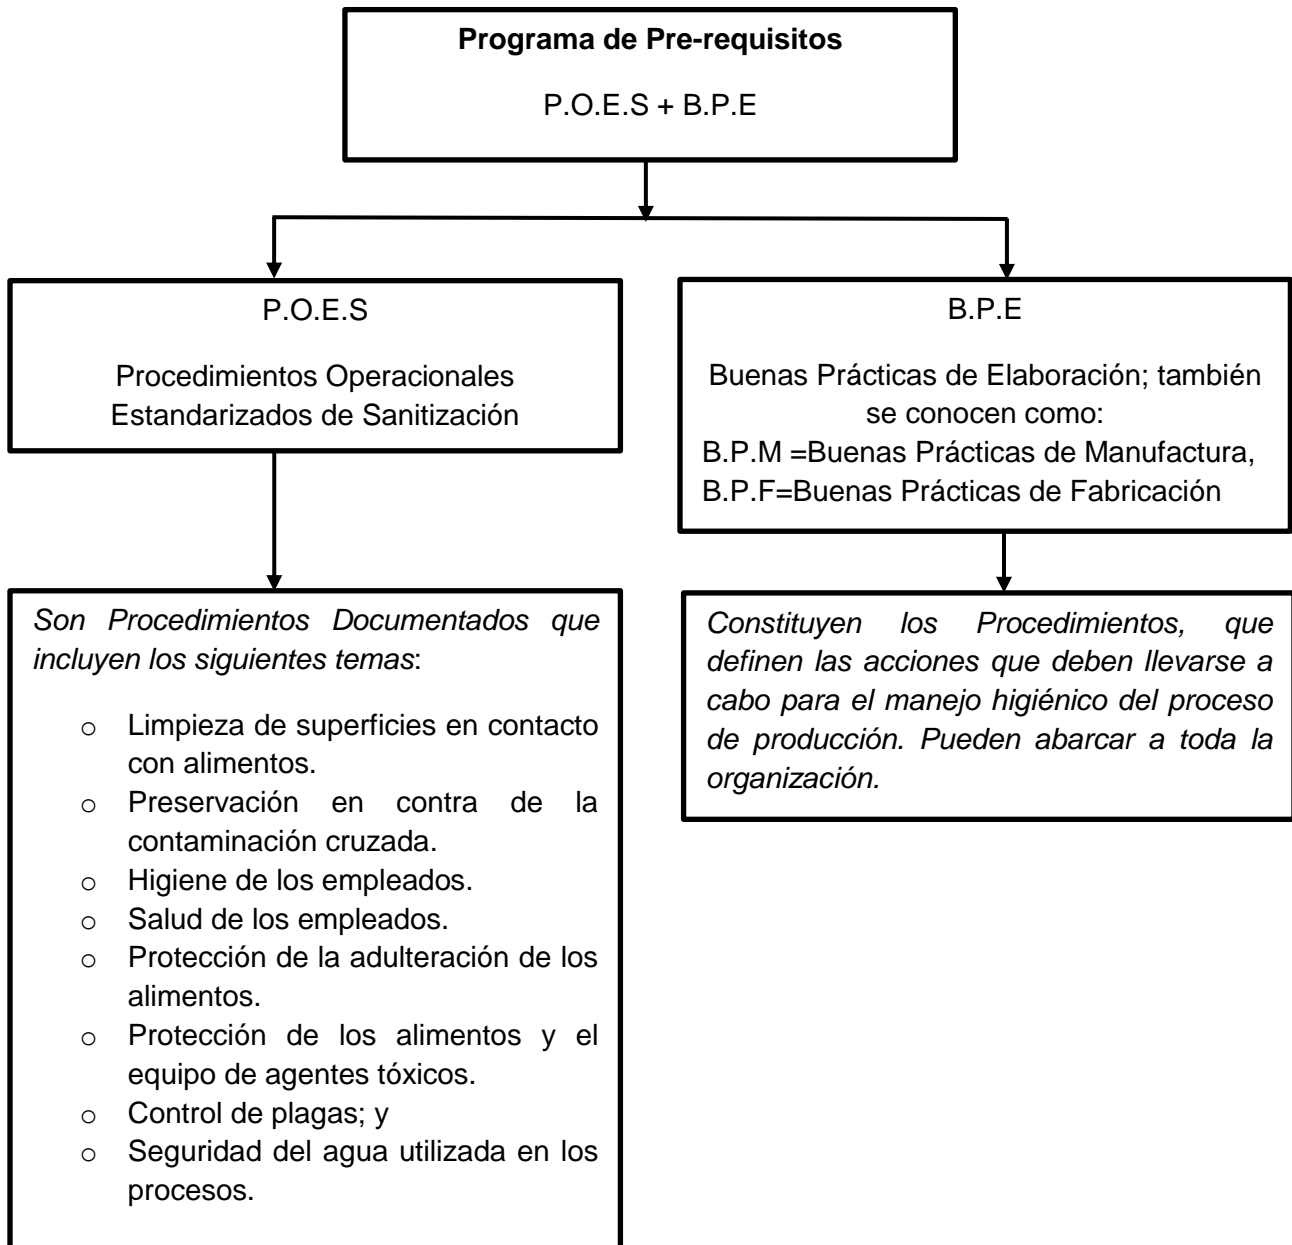 Programa de Pre-requisitos
P.O.E.S + B.P.E
P.O.E.S
Procedimientos Operacionales
Estandarizados de Sanitización
B.P.E
Buenas Prácticas de Elaboración; también
se conocen como:
B.P.M =Buenas Prácticas de Manufactura,
B.P.F=Buenas Prácticas de Fabricación
Son Procedimientos Documentados que
incluyen los siguientes temas:
o Limpieza de superficies en contacto
con alimentos.
o Preservación en contra de la
contaminación cruzada.
o Higiene de los empleados.
o Salud de los empleados.
o Protección de la adulteración de los
alimentos.
o Protección de los alimentos y el
equipo de agentes tóxicos.
o Control de plagas; y
o Seguridad del agua utilizada en los
procesos.
Constituyen los Procedimientos, que
definen las acciones que deben llevarse a
cabo para el manejo higiénico del proceso
de producción. Pueden abarcar a toda la
organización.